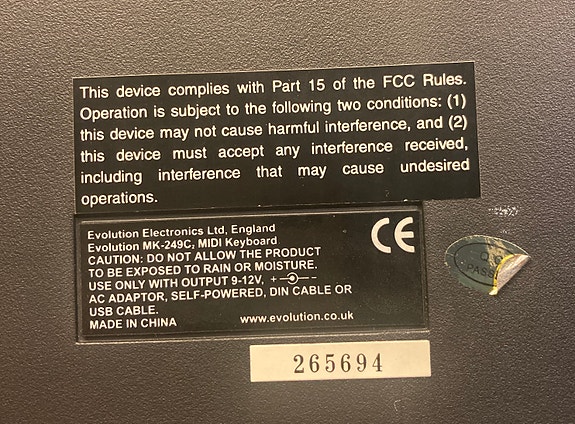 This device complies with Part 15 of the FCC Rules.
Operation is subject to the following two conditions: (1)
this device may not cause harmful interference, and (2)
this device must accept any interference received,
including interference that may cause undesired
operations.
Evolution Electronics Ltd, England
Evolution MK-249C, MIDI Keyboard
CAUTION: DO NOT ALLOW THE PRODUCT
TO BE EXPOSED TO RAIN OR MOISTURE.
USE ONLY WITH OUTPUT 9-12V, + -
AC ADAPTOR, SELF-POWERED, DIN CABLE OR
USB CABLE.
MADE IN CHINA www.evolution.co.uk
CE
265694